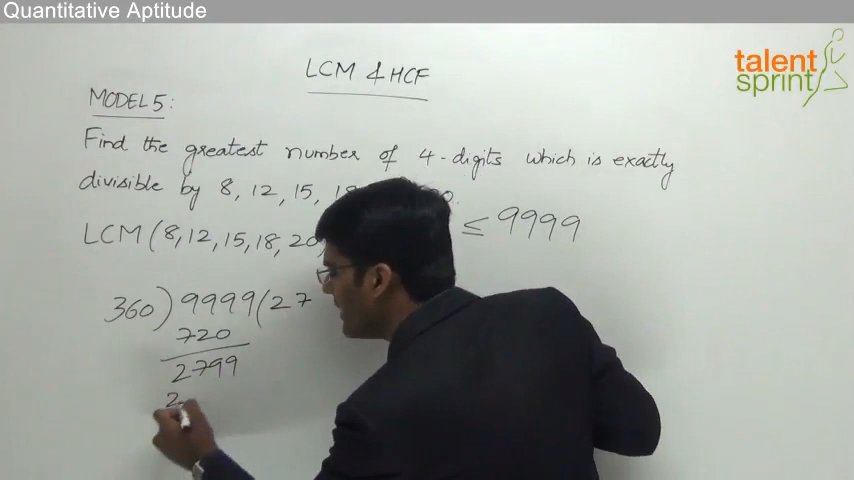 Quantitative Aptitude
talent
sprint
LCM & HCF
MODEL 5:
Find the greatest number of 4-digits which is exactly
divisible by 8, 12, 15,
LCM (8, 12, 15, 18, 20 ≤ 9999
360) 9999 (27
720
2799
2